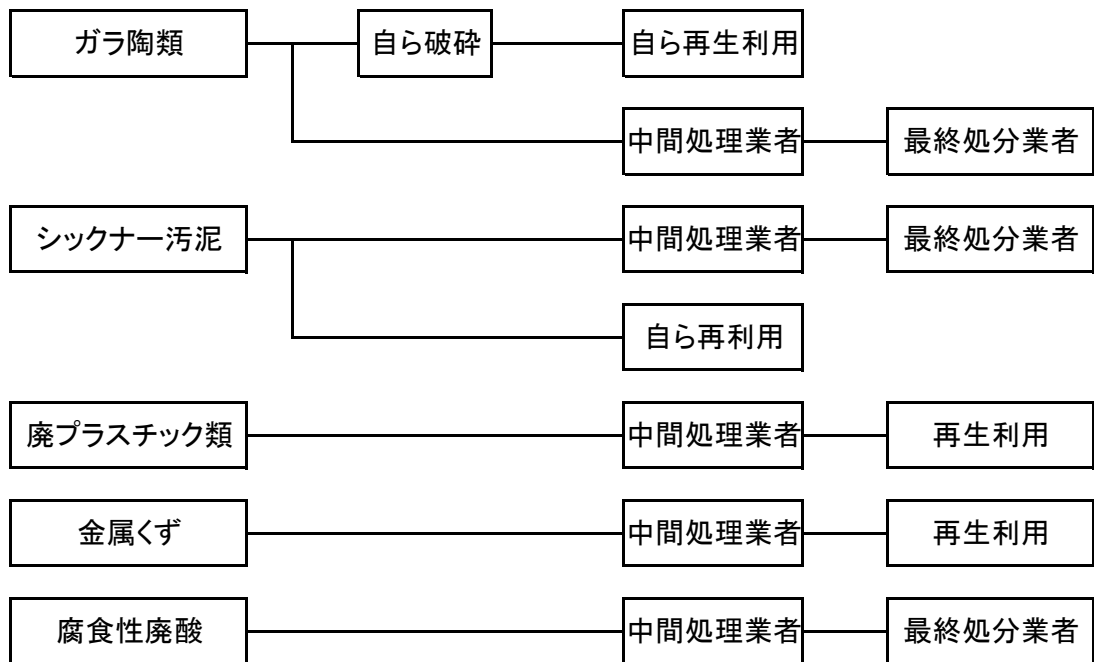 ガラ陶類 自ら破砕 自ら再生利用
中間処理業者 最終処分業者
シックナー汚泥 中間処理業者 最終処分業者
自ら再利用
廃プラスチック類 中間処理業者 再生利用
金属くず 中間処理業者 再生利用
腐食性廃酸 中間処理業者 最終処分業者